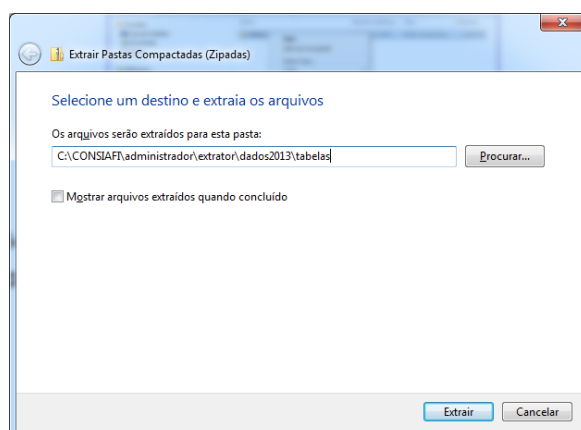 Extrair Pastas Compactadas (Zipadas)
Selecione um destino e extraia os arquivos
Os arquivos serão extraídos para esta pasta:
C:\CONSIAFI\administrador\extrator\dados2013\tabelas
Procurar...
Mostrar arquivos extraídos quando concluído
Extrair
Cancelar